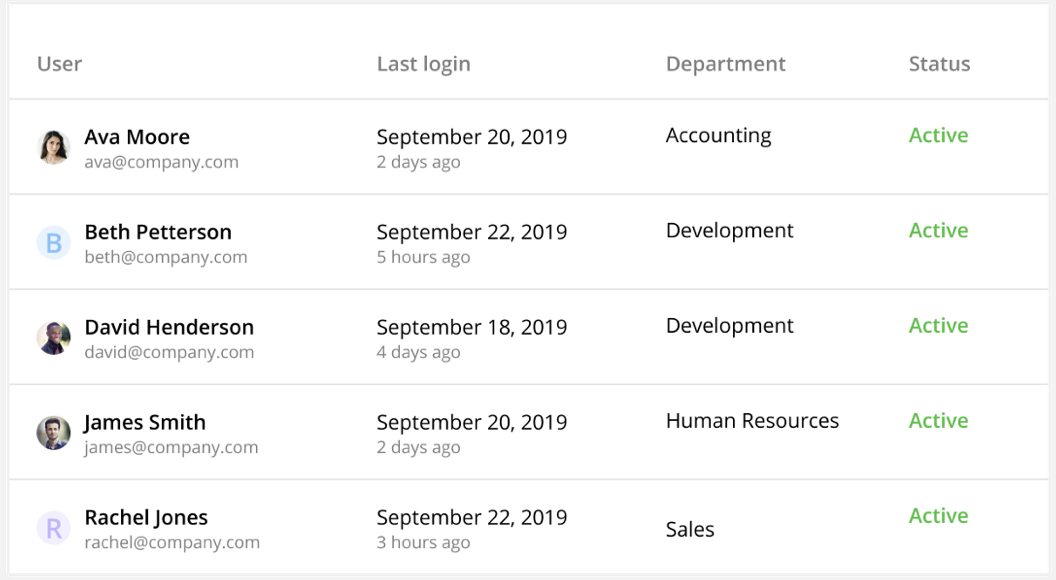 User Last login Department Status
Ava Moore September 20, 2019 Accounting Active
ava@company.com 2 days ago
B Beth Petterson September 22, 2019 Development Active
beth@company.com 5 hours ago
David Henderson September 18, 2019 Development Active
david@company.com 4 days ago
James Smith September 20, 2019 Human Resources Active
james@company.com 2 days ago
R Rachel Jones September 22, 2019 Sales Active
rachel@company.com 3 hours ago